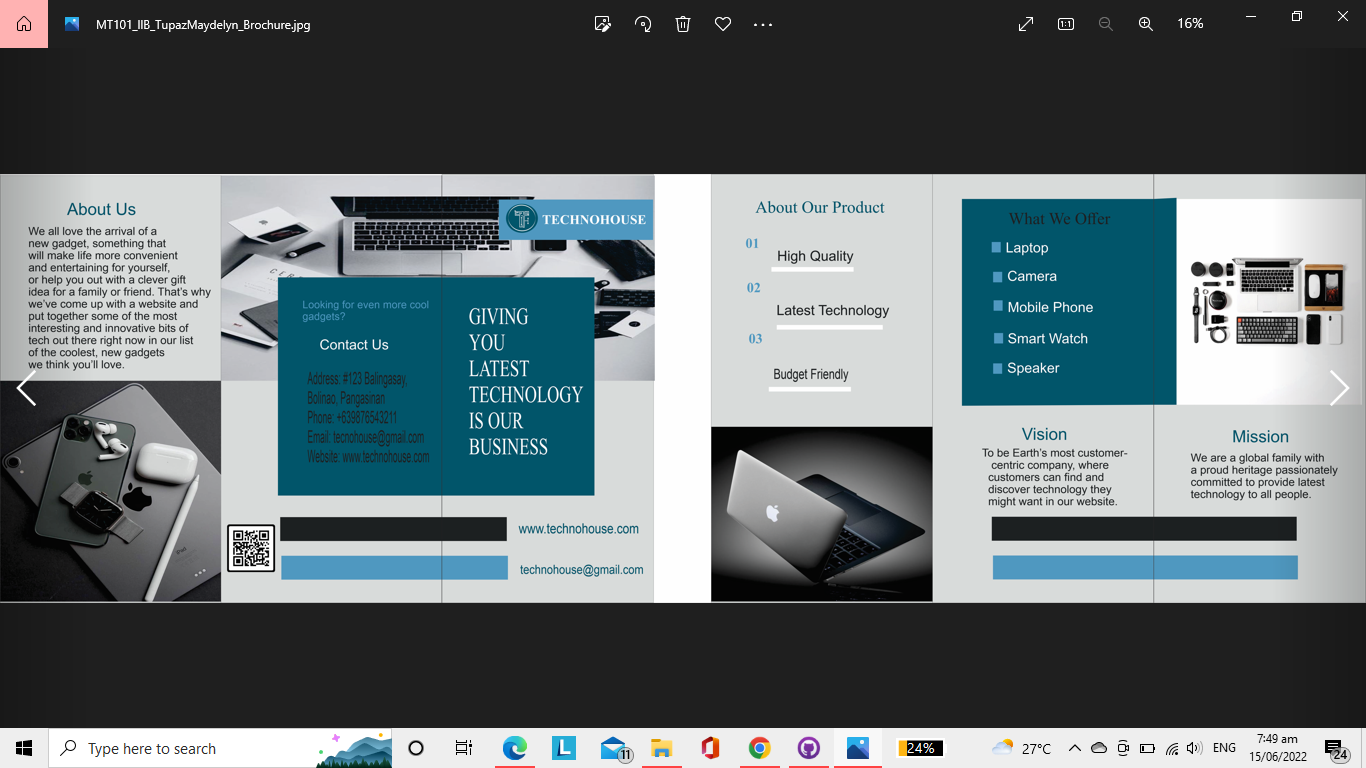 MT101_IIB_TupazMaydelyn_Brochure.jpg
1:1
16%
About Us
We all love the arrival of a
new gadget, something that
will make life more convenient
and entertaining for yourself,
or help you out with a clever gift
idea for a family or friend. That's why
we've come up with a website and
put together some of the most
interesting and innovative bits of
tech out there right now in our list
of the coolest, new gadgets
we think you'll love.
Looking for even more cool
gadgets?
Contact Us
Address: #123 Balingasay,
Bolinao, Pangasinan
Phone: +639878543211
Email: tecnohouse@gmail.com
Website: www.technohouse.com
TECHNOHOUSE
GIVING
YOU
LATEST
TECHNOLOGY
IS OUR
BUSINESS
www.technohouse.com
technohouse@gmail.com
About Our Product
01
High Quality
02
Latest Technology
03
Budget Friendly
What We Offer
Laptop
Camera
Mobile Phone
Smart Watch
Speaker
Vision
To be Earth's most customer-
centric company, where
customers can find and
discover technology they
might want in our website.
Mission
We are a global family with
a proud heritage passionately
committed to provide latest
technology to all people.
Type here to search
L
11
24%
27°C
ENG
7:49 am
15/06/2022
24